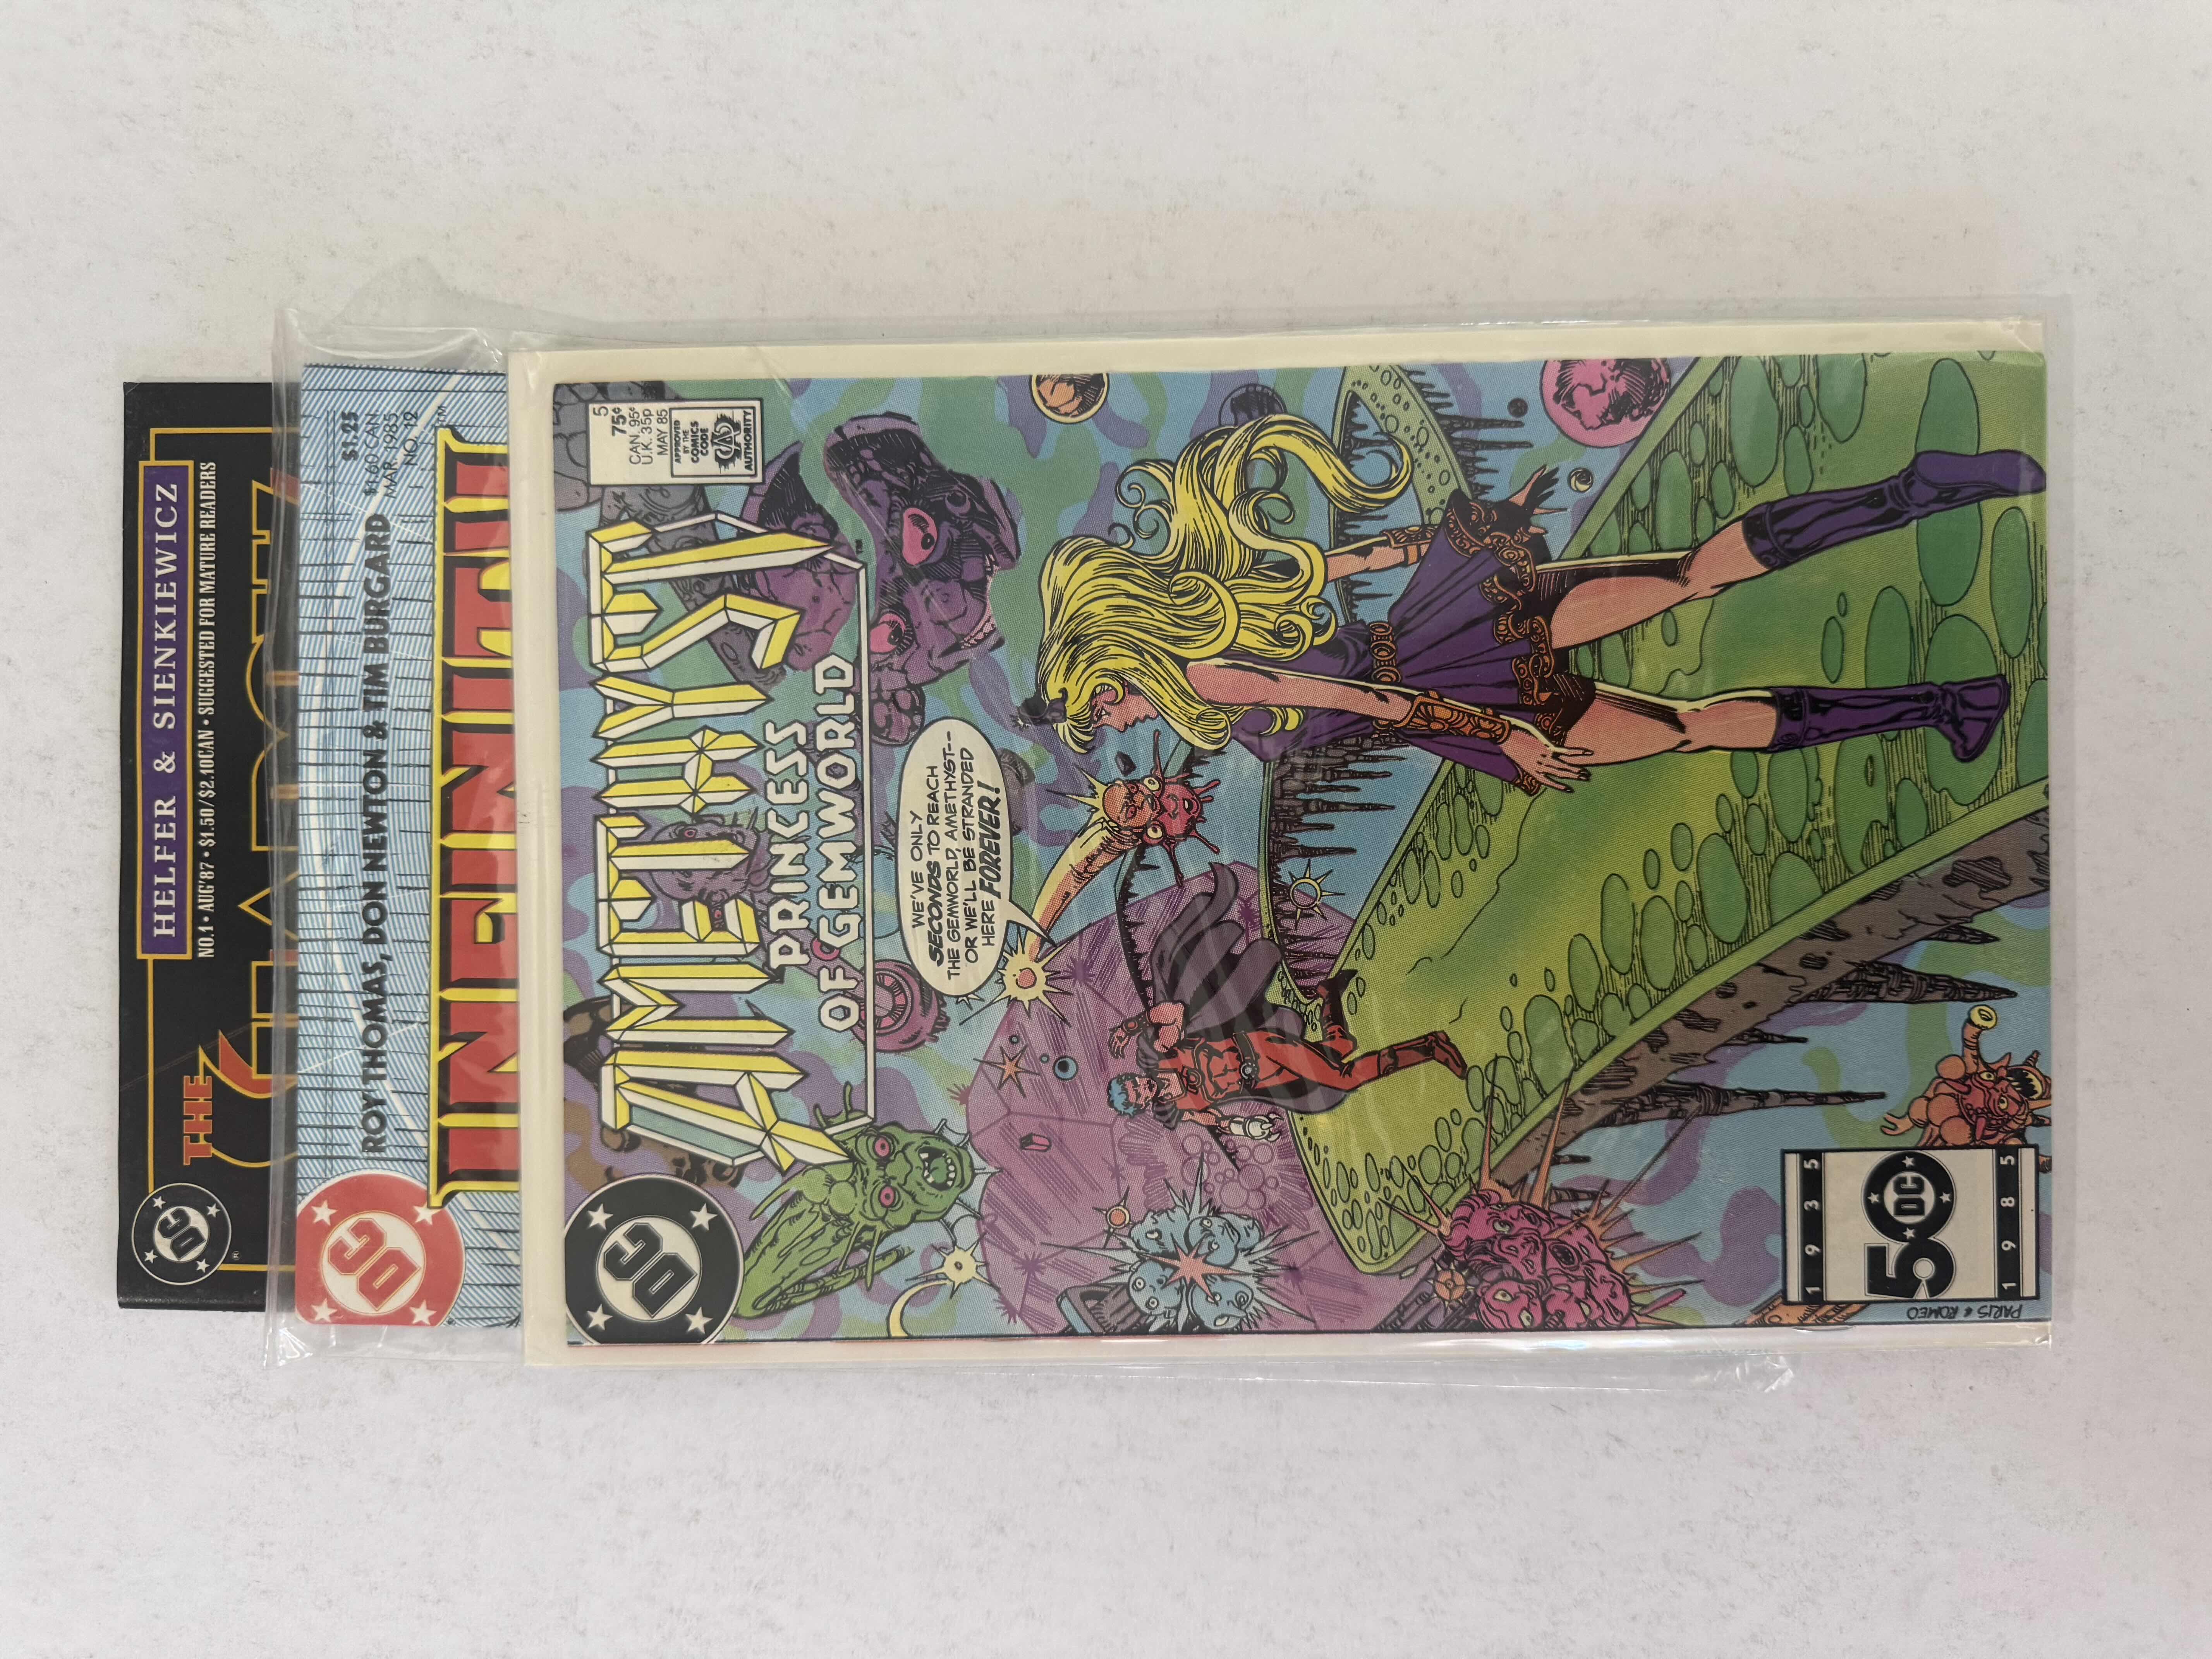 HELFER & SIENKIEWICZ
NO.1 • AUG'87 • $1.50/$2.10CAN • SUGGESTED FOR MATURE READERS
THE
DC
®
$1.25
$1.60 CAN
MAR. 1985
NO. 12
ROY THOMAS, DON NEWTON & TIM BURGARD
TM
DC
5
75¢
CAN. 95¢
U.K. 35p
MAY 85
APPROVED
BY THE
COMICS
CODE
CA
AUTHORITY
DC
AMETHYST
PRINCESS
OF GEMWORLD
TM
WE'VE ONLY
SECONDS TO REACH
THE GEMWORLD, AMETHYST--
OR WE'LL BE STRANDED
HERE FOREVER!
1935
50
DC
1985
PARIS & ROMEO